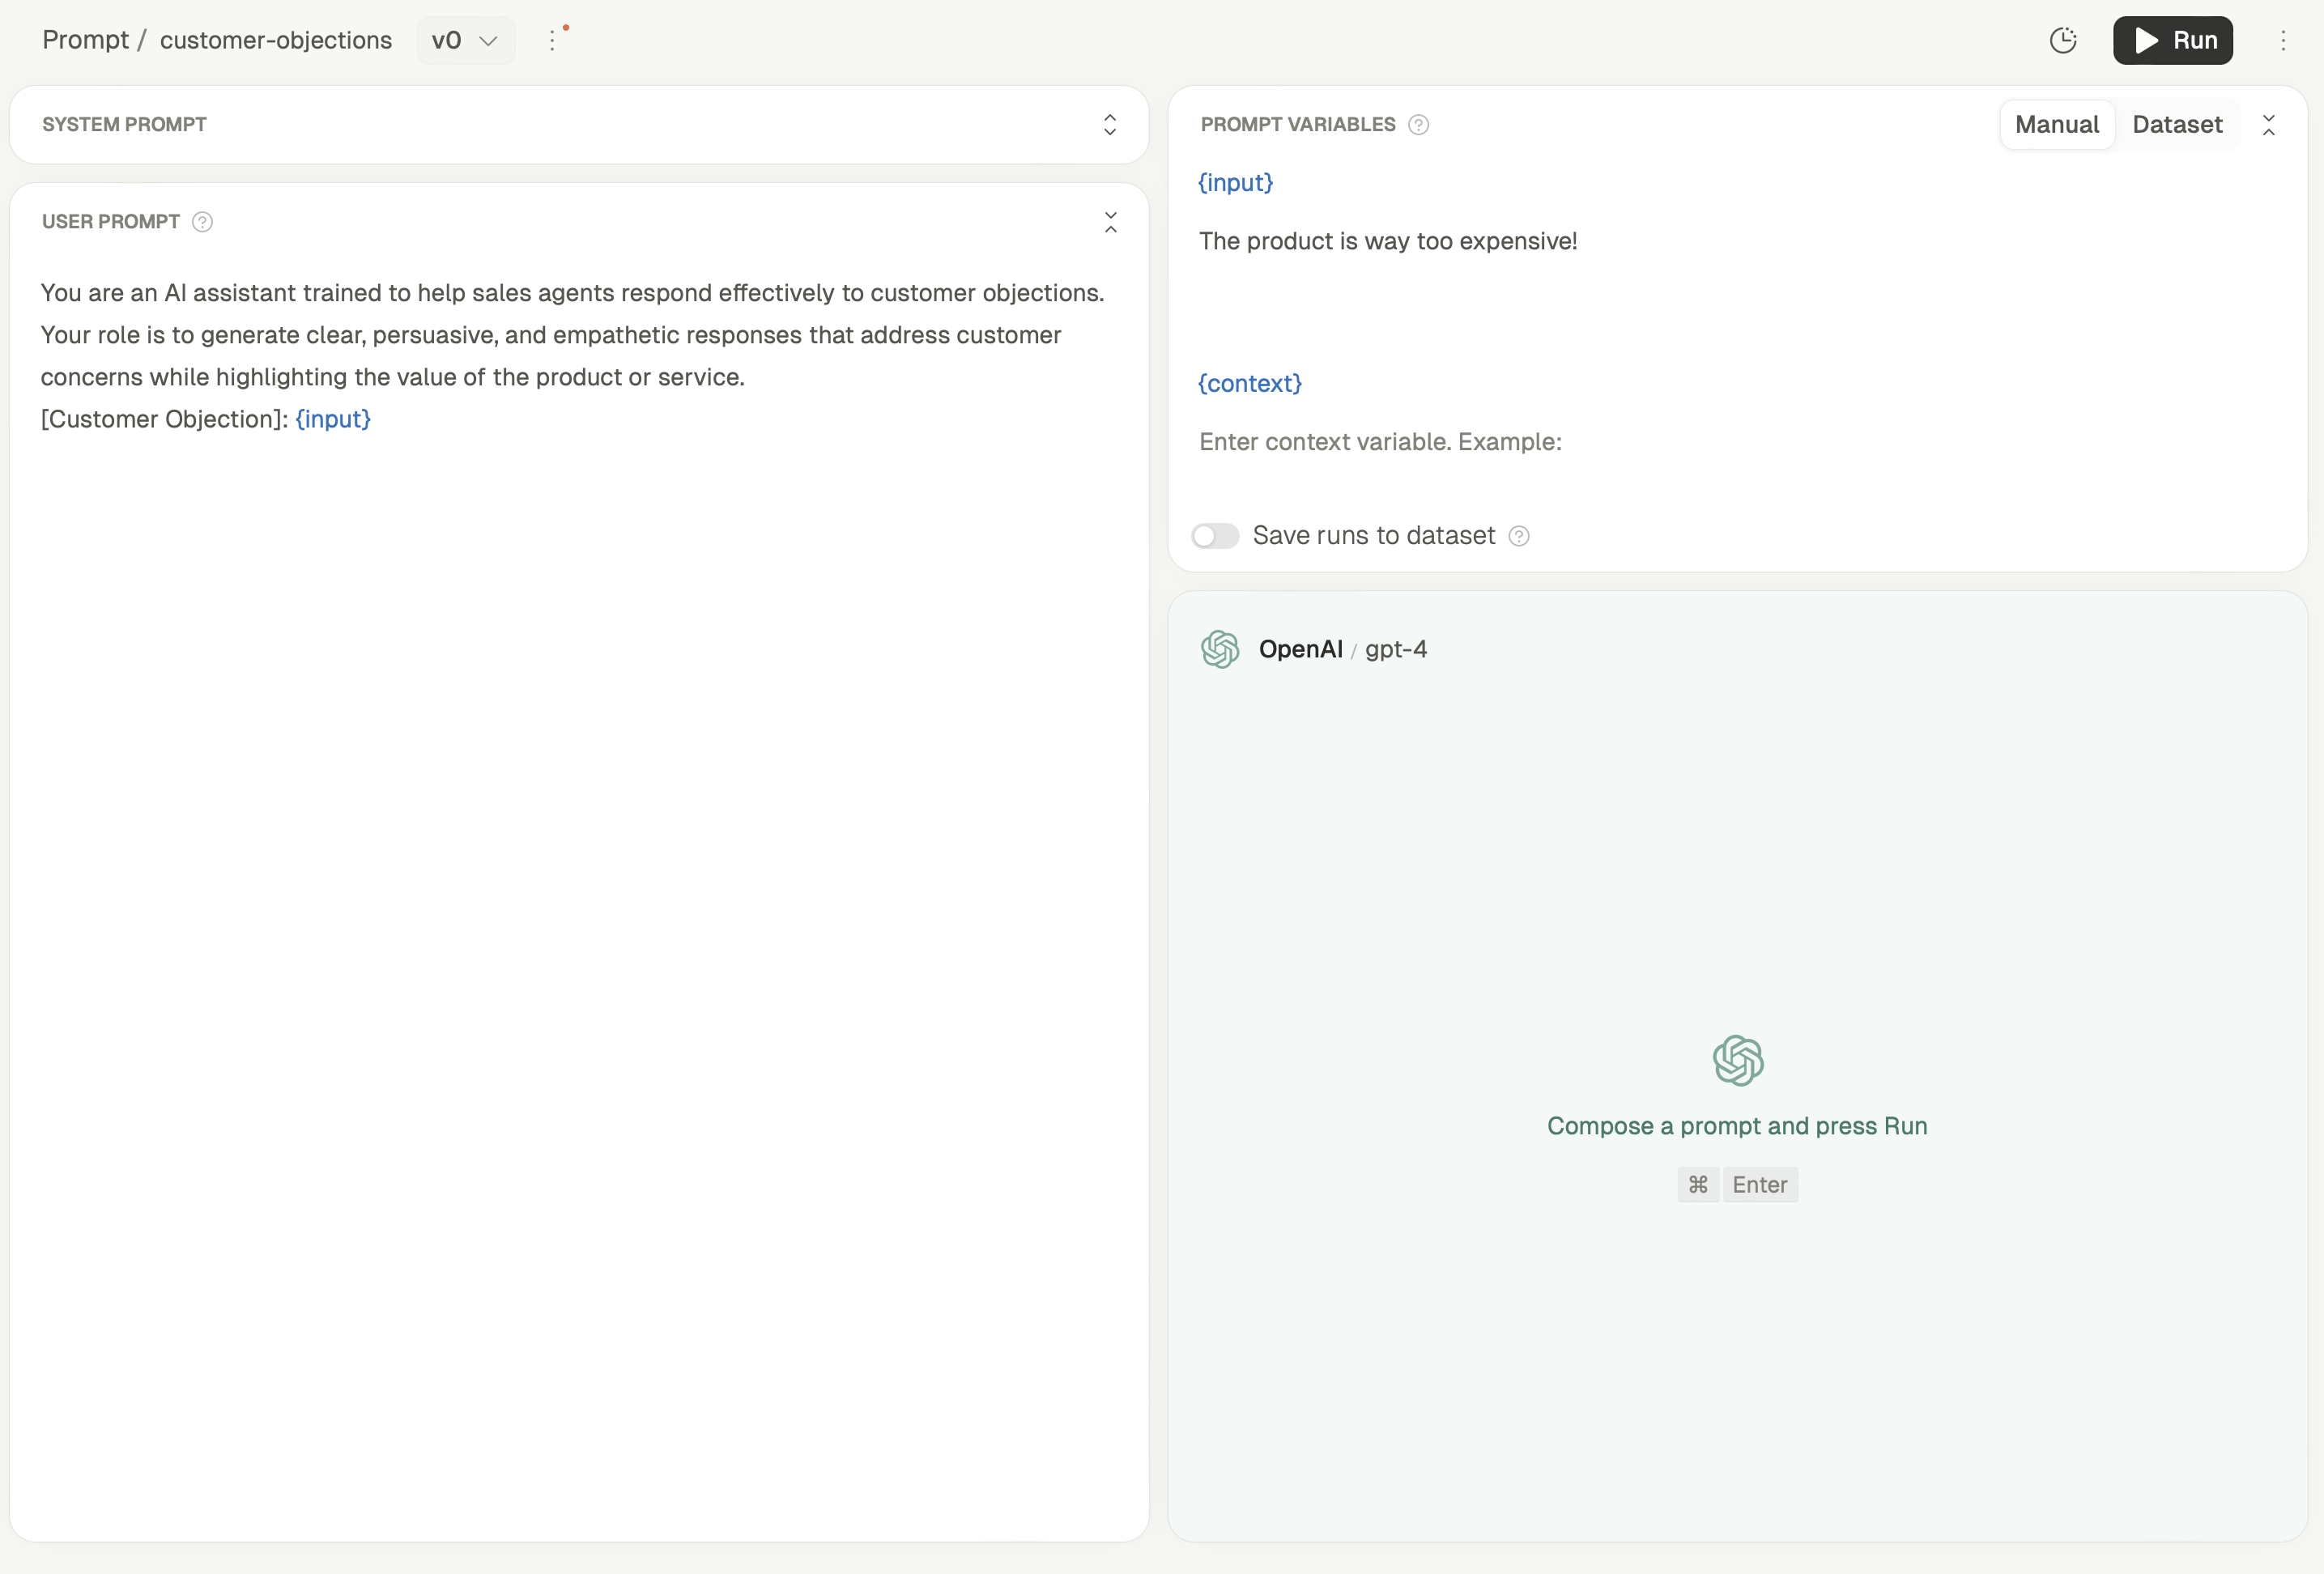 Prompt / customer-objections v0
Run
SYSTEM PROMPT
USER PROMPT ?
You are an AI assistant trained to help sales agents respond effectively to customer objections.
Your role is to generate clear, persuasive, and empathetic responses that address customer
concerns while highlighting the value of the product or service.
[Customer Objection]: {input}
PROMPT VARIABLES ?
Manual Dataset
{input}
The product is way too expensive!
{context}
Enter context variable. Example:
Save runs to dataset ?
OpenAI / gpt-4
Compose a prompt and press Run
⌘ Enter